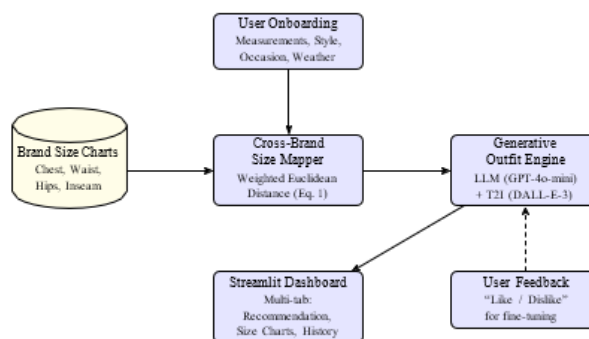 User Onboarding
Measurements, Style,
Occasion, Weather
Brand Size Charts
Chest, Waist,
Hips, Inseam
Cross-Brand
Size Mapper
Weighted Euclidean
Distance (Eq. 1)
Generative
Outfit Engine
LLM (GPT-4o-mini)
+ T2I (DALL-E-3)
Streamlit Dashboard
Multi-tab:
Recommendation,
Size Charts, History
User Feedback
“Like / Dislike”
for fine-tuning